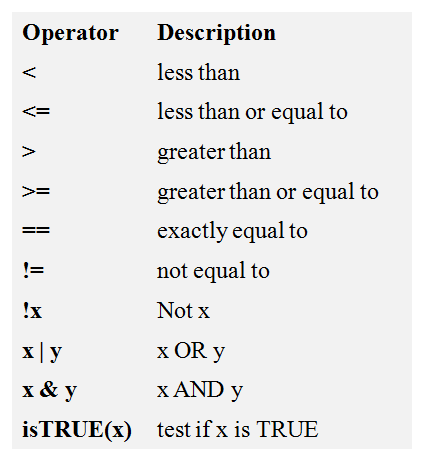 Operator Description
< less than
<= less than or equal to
> greater than
>= greater than or equal to
== exactly equal to
!= not equal to
!x Not x
x | y x OR y
x & y x AND y
isTRUE(x) test if x is TRUE